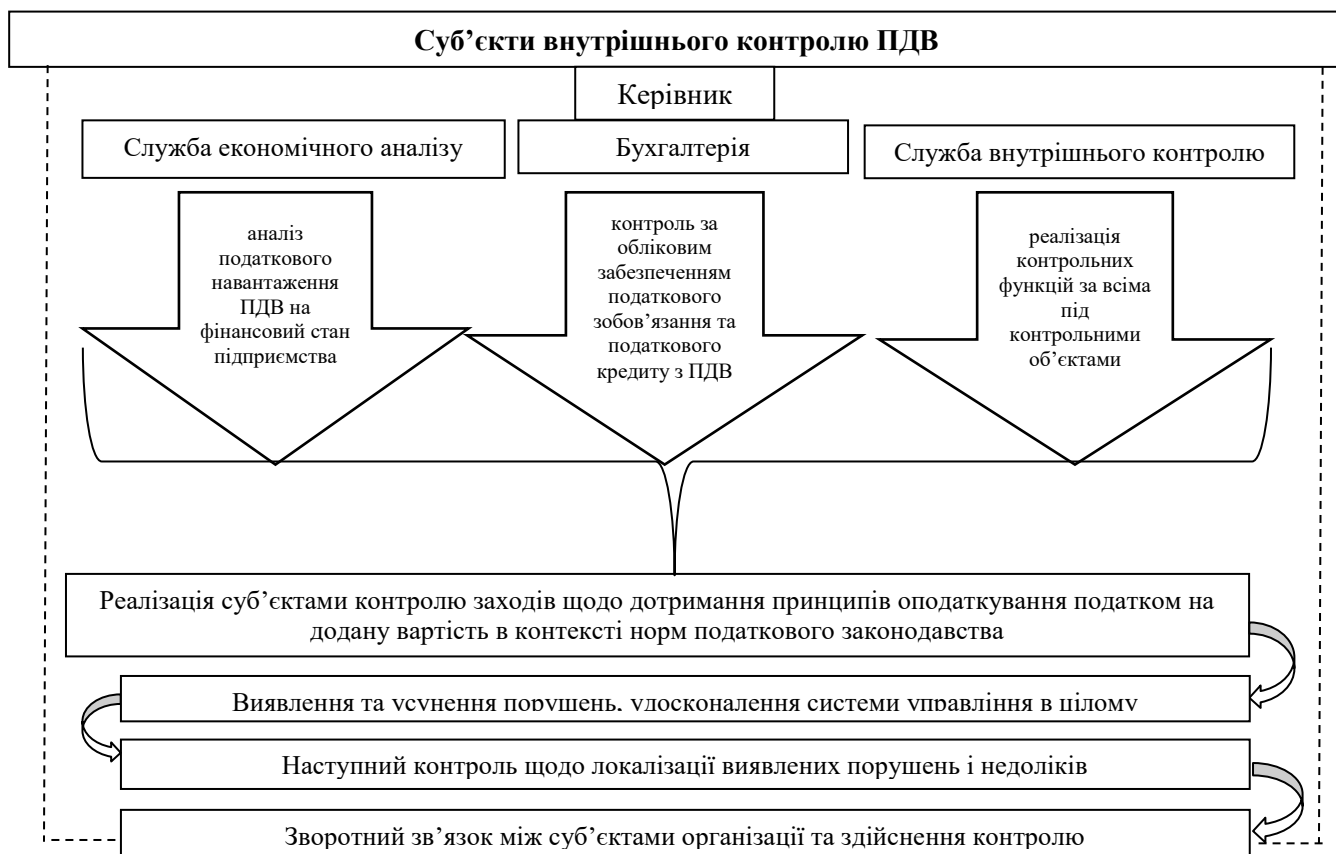 Суб’єкти внутрішнього контролю ПДВ
Керівник
Служба економічного аналізу
Бухгалтерія
Служба внутрішнього контролю
аналіз
податкового
навантаження
ПДВ на
фінансовий стан
підприємства
контроль за
обліковим
забезпеченням
податкового
зобов’язання та
податкового
кредиту з ПДВ
реалізація
контрольних
функцій за всіма
під
контрольними
об’єктами
Реалізація суб’єктами контролю заходів щодо дотримання принципів оподаткування податком на
додану вартість в контексті норм податкового законодавства
Виявлення та усунення порушень, удосконалення системи управління в цілому
Наступний контроль щодо локалізації виявлених порушень і недоліків
Зворотний зв’язок між суб’єктами організації та здійснення контролю